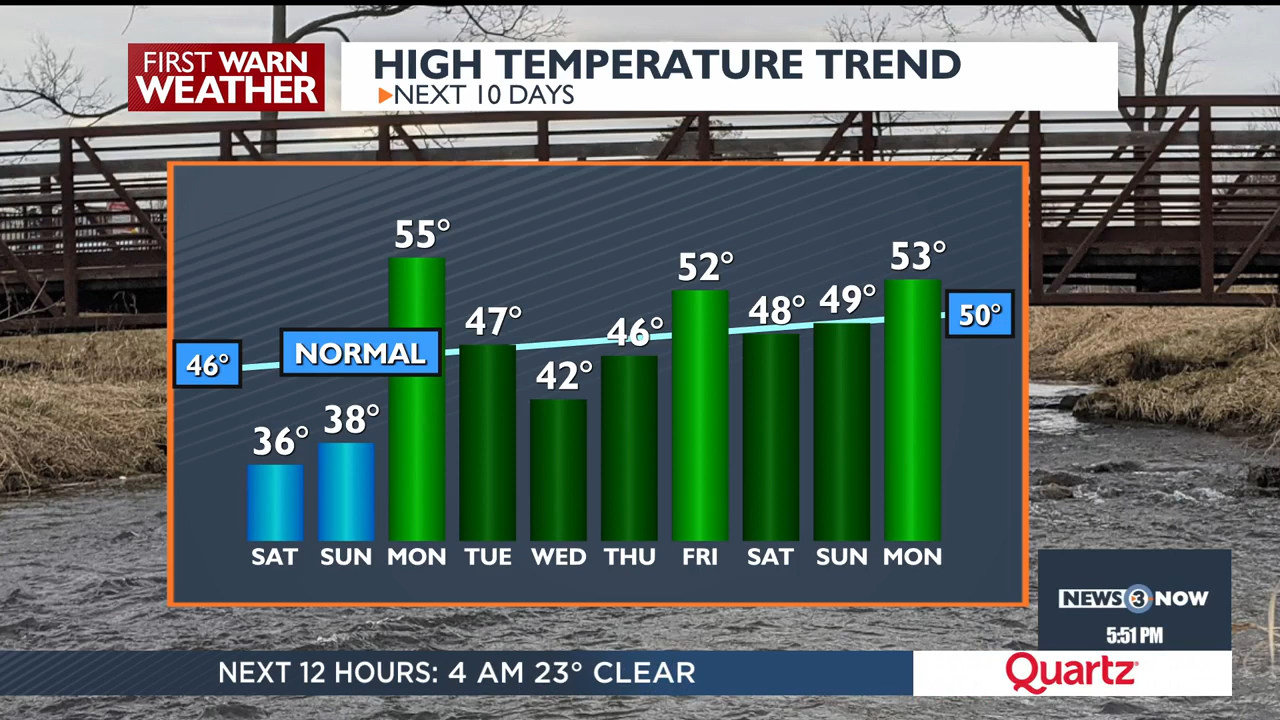 FIRST WARN
WEATHER
HIGH TEMPERATURE TREND
NEXT 10 DAYS
55°
53°
52°
47°
48°
49°
50°
46°
NORMAL
46°
42°
36°
38°
SAT SUN MON TUE WED THU FRI SAT SUN MON
NEWS 3 NOW
5:51 PM
NEXT 12 HOURS: 4 AM 23° CLEAR
Quartz